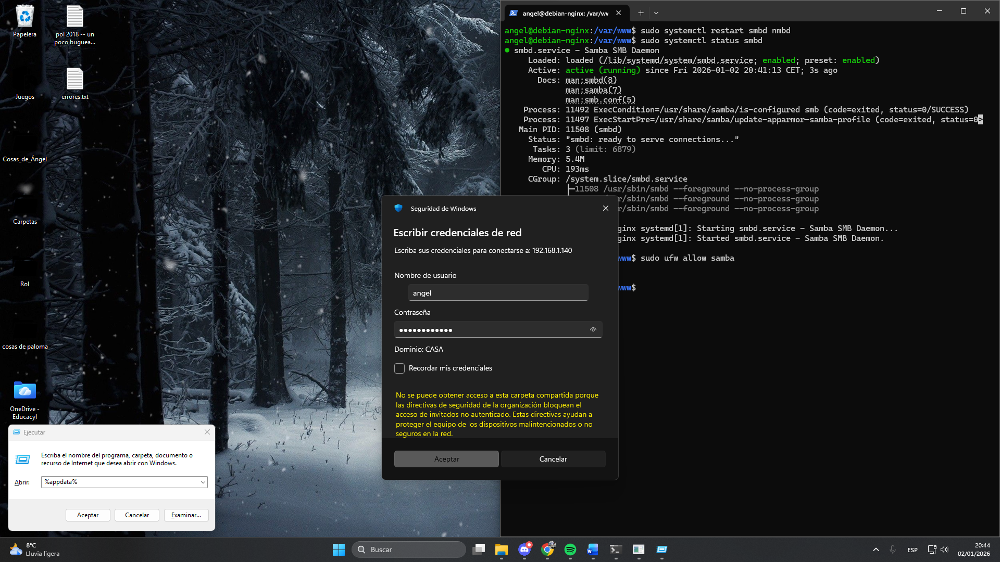 Papelera
pol 2018 -- un
poco buguea...
Juegos
errores.txt
Cosas_de_Ángel
Carpetas
Rol
cosas de paloma
OneDrive -
Educacyl
angel@debian-nginx: /var/wv
angel@debian-nginx:/var/www$ sudo systemctl restart smbd nmbd
angel@debian-nginx:/var/www$ sudo systemctl status smbd
● smbd.service - Samba SMB Daemon
Loaded: loaded (/lib/systemd/system/smbd.service; enabled; preset: enabled)
Active: active (running) since Fri 2026-01-02 20:41:13 CET; 3s ago
Docs: man:smbd(8)
man:samba(7)
man:smb.conf(5)
Process: 11492 ExecCondition=/usr/share/samba/is-configured smb (code=exited, status=0/SUCCESS)
Process: 11497 ExecStartPre=/usr/share/samba/update-apparmor-samba-profile (code=exited, status=0>
Main PID: 11508 (smbd)
Status: "smbd: ready to serve connections..."
Tasks: 3 (limit: 6879)
Memory: 5.4M
CPU: 193ms
CGroup: /system.slice/smbd.service
├─11508 /usr/sbin/smbd --foreground --no-process-group
r/sbin/smbd --foreground --no-process-group
r/sbin/smbd --foreground --no-process-group
ginx systemd[1]: Starting smbd.service - Samba SMB Daemon...
ginx systemd[1]: Started smbd.service - Samba SMB Daemon.
www$ sudo ufw allow samba
www$
Seguridad de Windows
Escribir credenciales de red
Escriba sus credenciales para conectarse a: 192.168.1.140
Nombre de usuario
angel
Contraseña
●●●●●●●●●●●●
Dominio: CASA
Recordar mis credenciales
No se puede obtener acceso a esta carpeta compartida porque
las directivas de seguridad de la organización bloquean el
acceso de invitados no autenticado. Estas directivas ayudan a
proteger el equipo de los dispositivos malintencionados o no
seguros en la red.
Aceptar
Cancelar
Ejecutar
Escriba el nombre del programa, carpeta, documento o
recurso de Internet que desea abrir con Windows.
Abrir:
%appdata%
Aceptar
Cancelar
Examinar...
8°C
Lluvia ligera
Buscar
ESP
20:44
02/01/2026